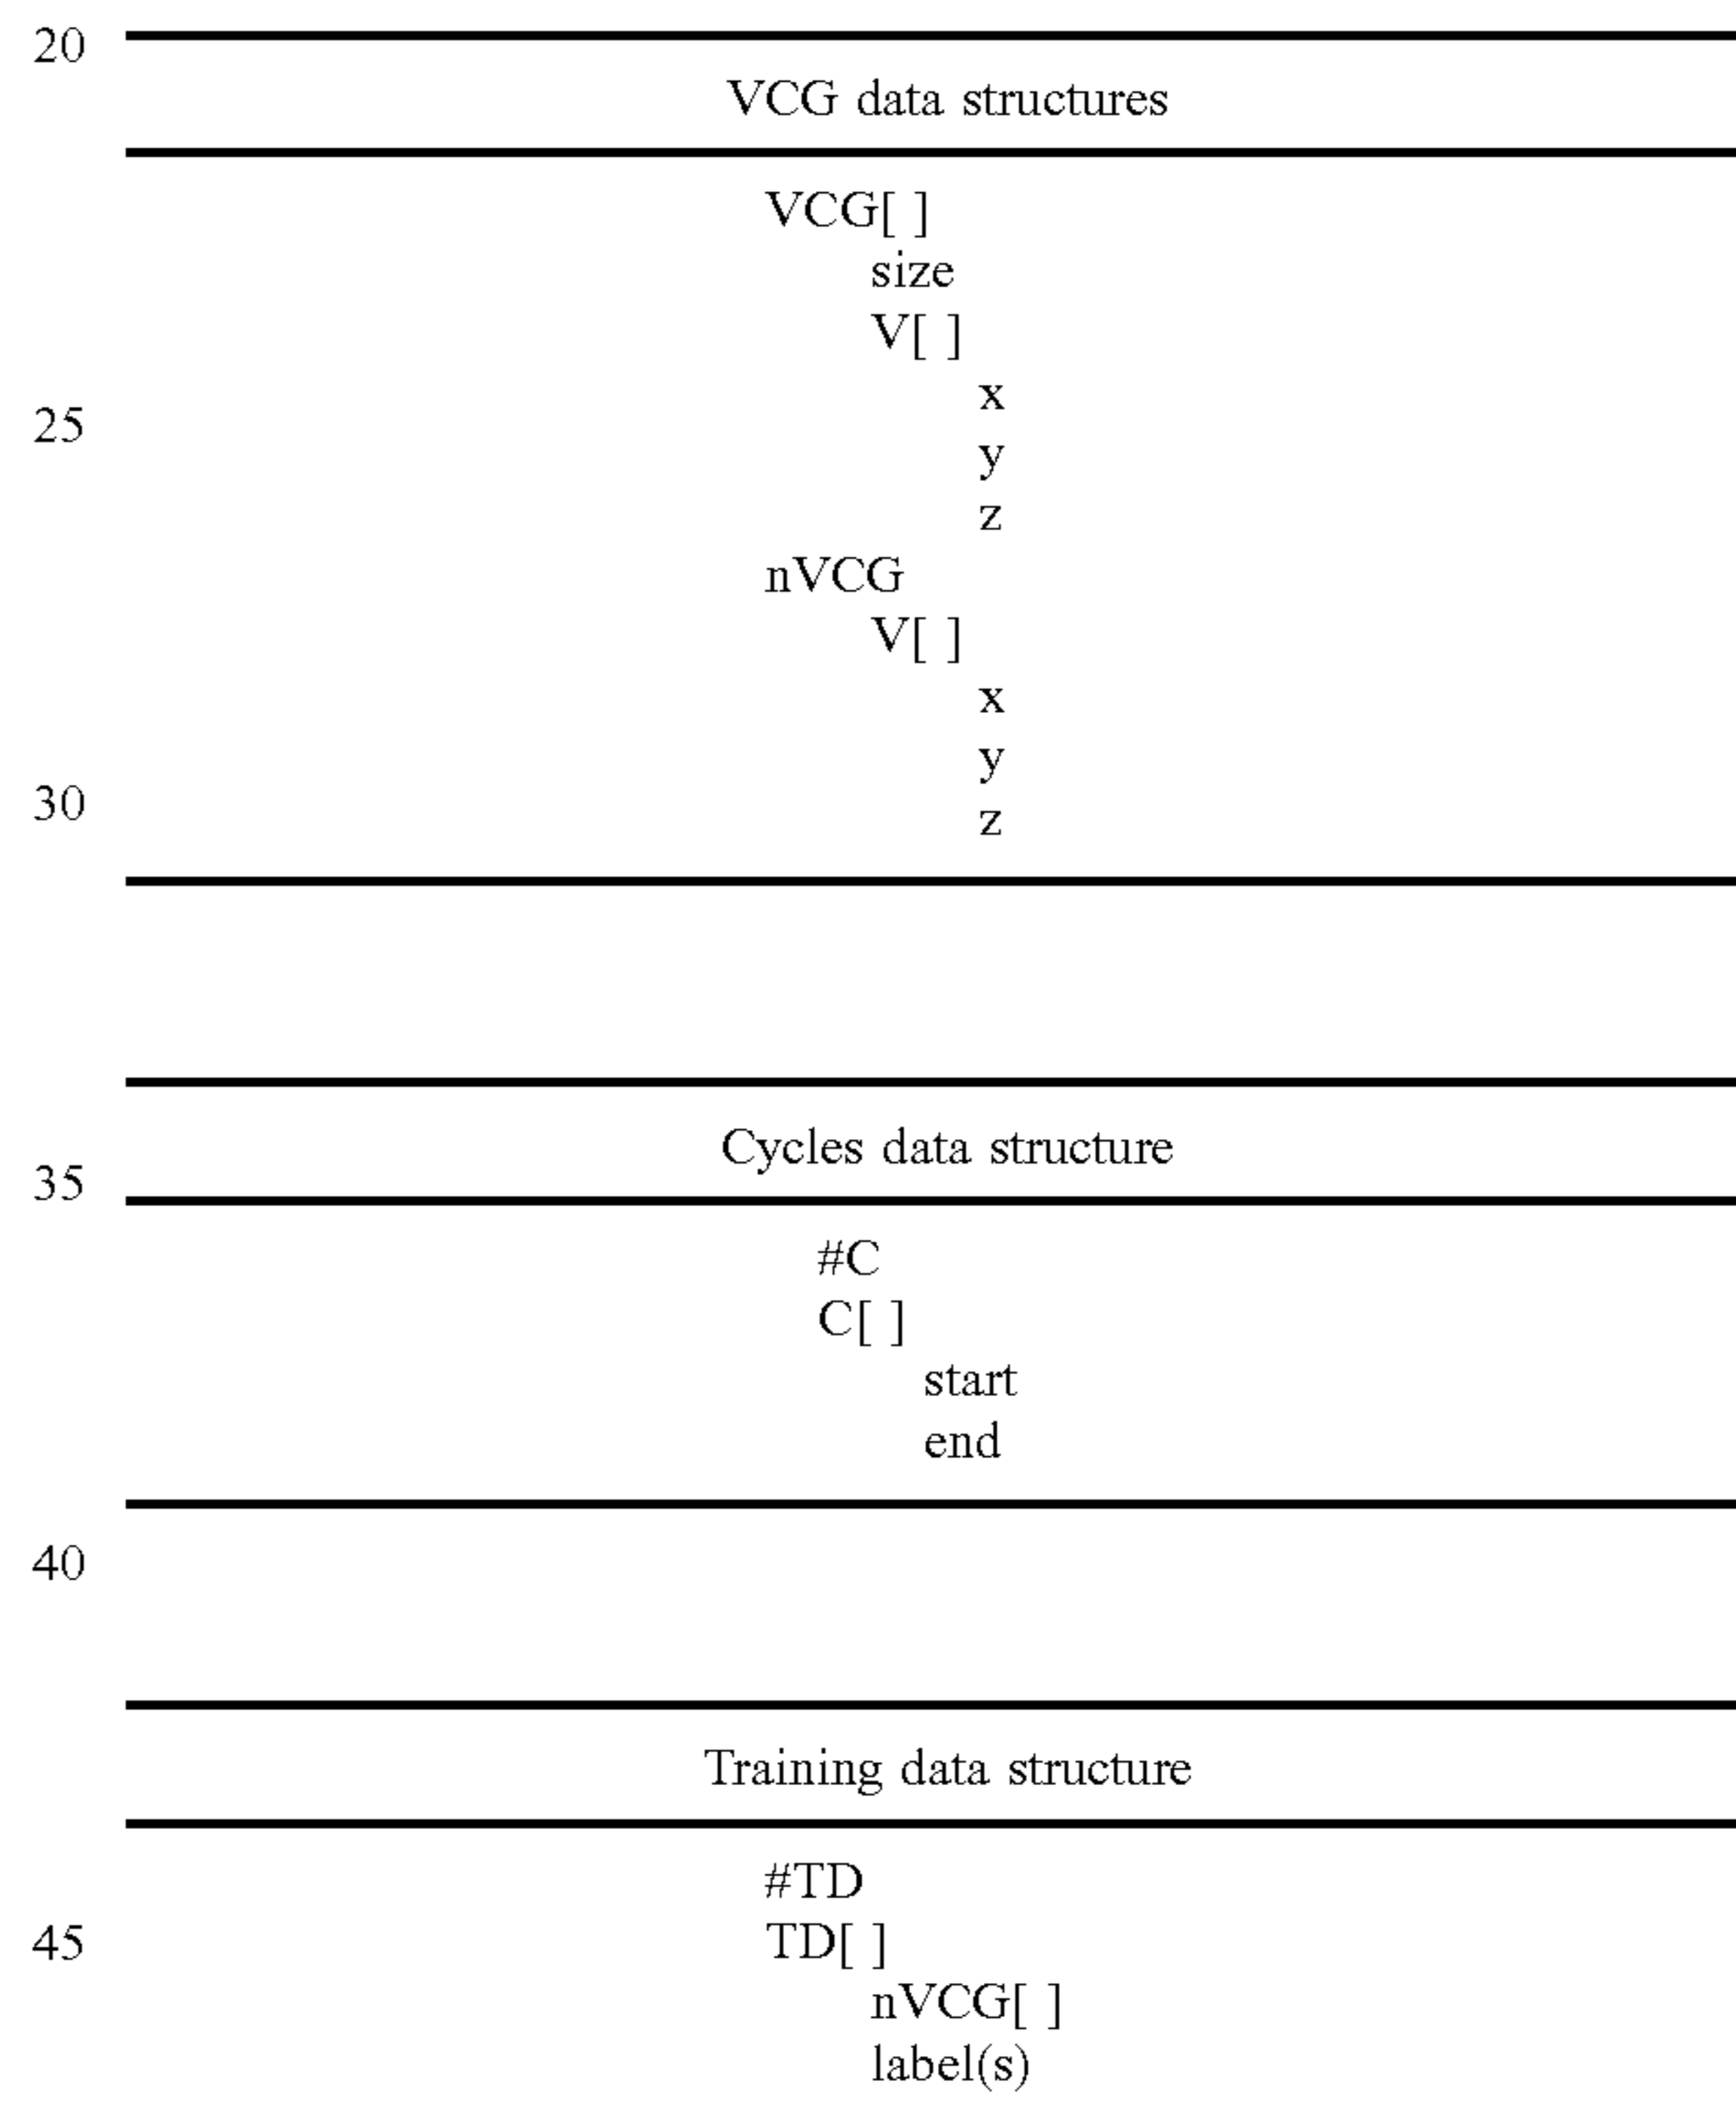 20
VCG data structures
VCG[ ]
size
V[ ]
25
x
y
z
nVCG
V[ ]
x
y
30
z
Cycles data structure
35
#C
C[ ]
start
end
40
Training data structure
#TD
45
TD[ ]
nVCG[ ]
label(s)